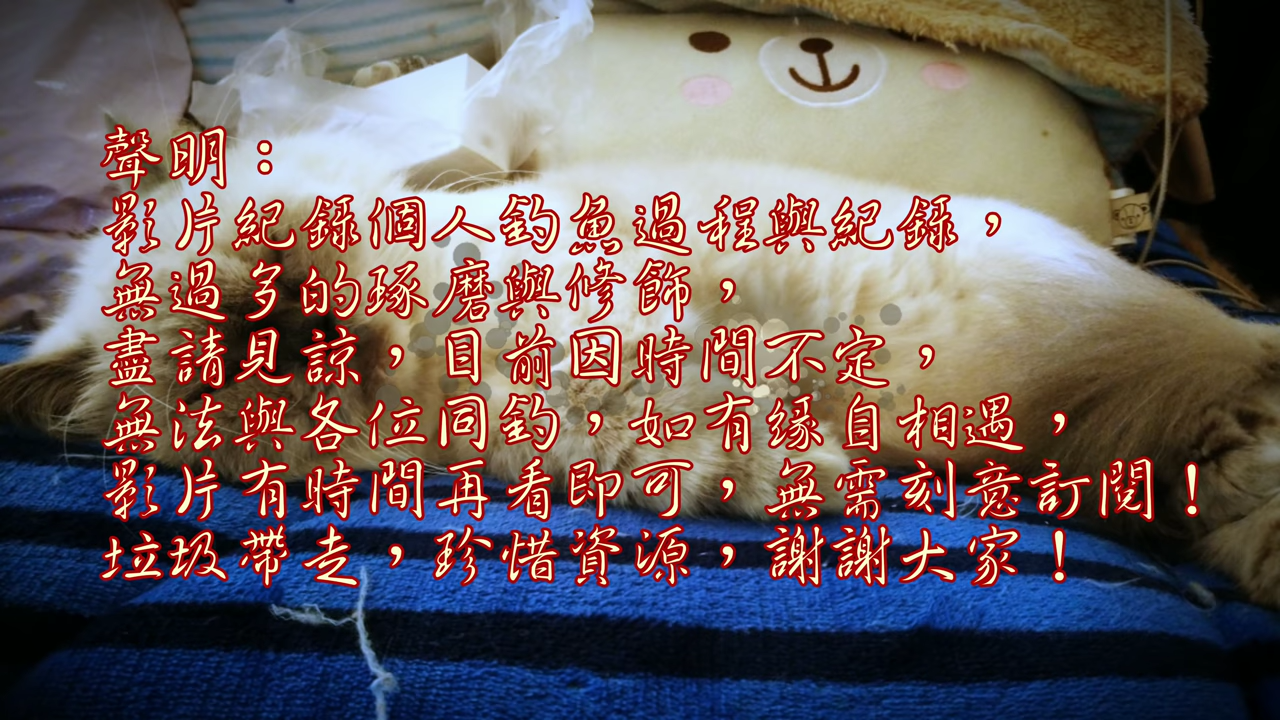 聲明：
影片紀錄個人釣魚過程與紀錄，
無過多的琢磨與修飾，
盡請見諒，目前因時間不定，
無法與各位同釣，如有緣自相遇，
影片有時間再看即可，無需刻意訂閱！
垃圾帶走，珍惜資源，謝謝大家！